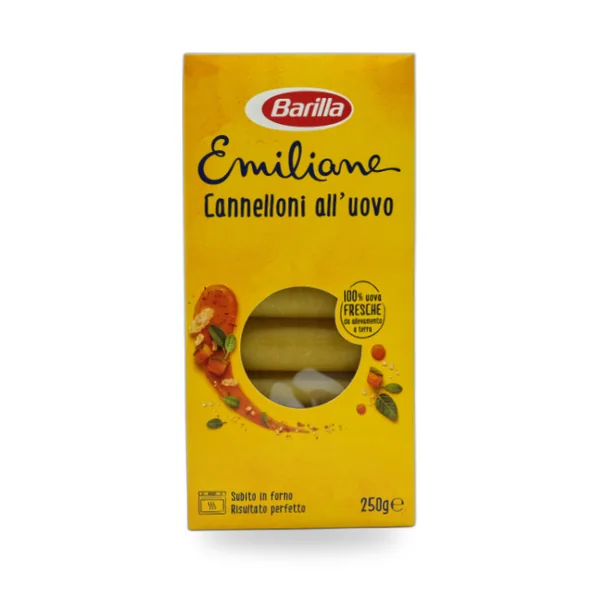 Barilla
Emiliane
Cannelloni all'uovo
100% uova
FRESCHE
da allevamento
a terra
Subito in forno
Risultato perfetto
250g℮